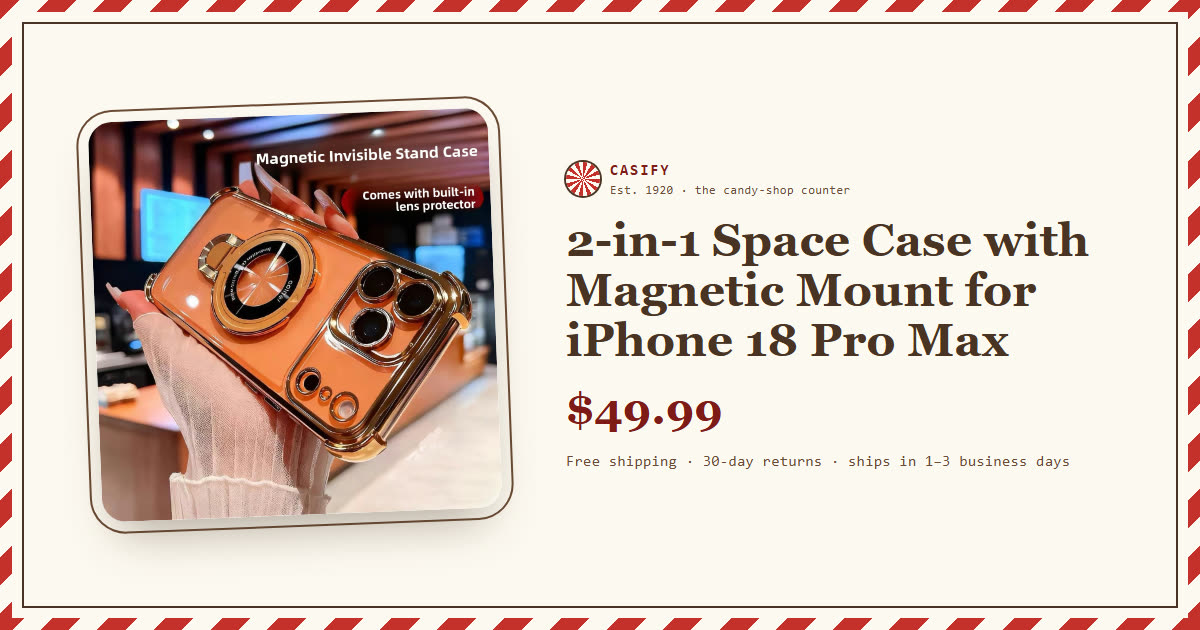 Magnetic Invisible Stand Case
Comes with built-in
lens protector
CASIFY
Est. 1920 · the candy-shop counter
2-in-1 Space Case with
Magnetic Mount for
iPhone 18 Pro Max
$49.99
Free shipping · 30-day returns · ships in 1–3 business days